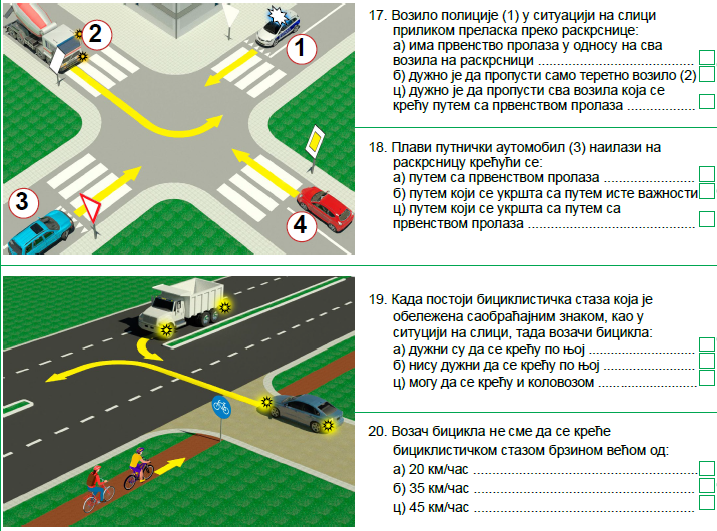 2
1
3
4
17. Возило полиције (1) у ситуацији на слици
приликом преласка преко раскрснице:
а) има првенство пролаза у односу на сва
возила на раскрсници ........................................
б) дужно је да пропусти само теретно возило (2)
ц) дужно је да пропусти сва возила која се
крећу путем са првенством пролаза .................
18. Плави путнички аутомобил (3) наилази на
раскрсницу крећући се:
а) путем са првенством пролаза .......................
б) путем који се укршта са путем исте важности
ц) путем који се укршта са путем са
првенством пролаза ..........................................
19. Када постоји бициклистичка стаза која је
обележена саобраћајним знаком, као у
ситуцији на слици, тада возачи бицикла:
а) дужни су да се крећу по њој .........................
б) нису дужни да се крећу по њој .....................
ц) могу да се крећу и коловозом ......................
20. Возач бицикла не сме да се креће
бициклистичком стазом брзином већом од:
а) 20 км/час .........................................................
б) 35 км/час .........................................................
ц) 45 км/час .........................................................